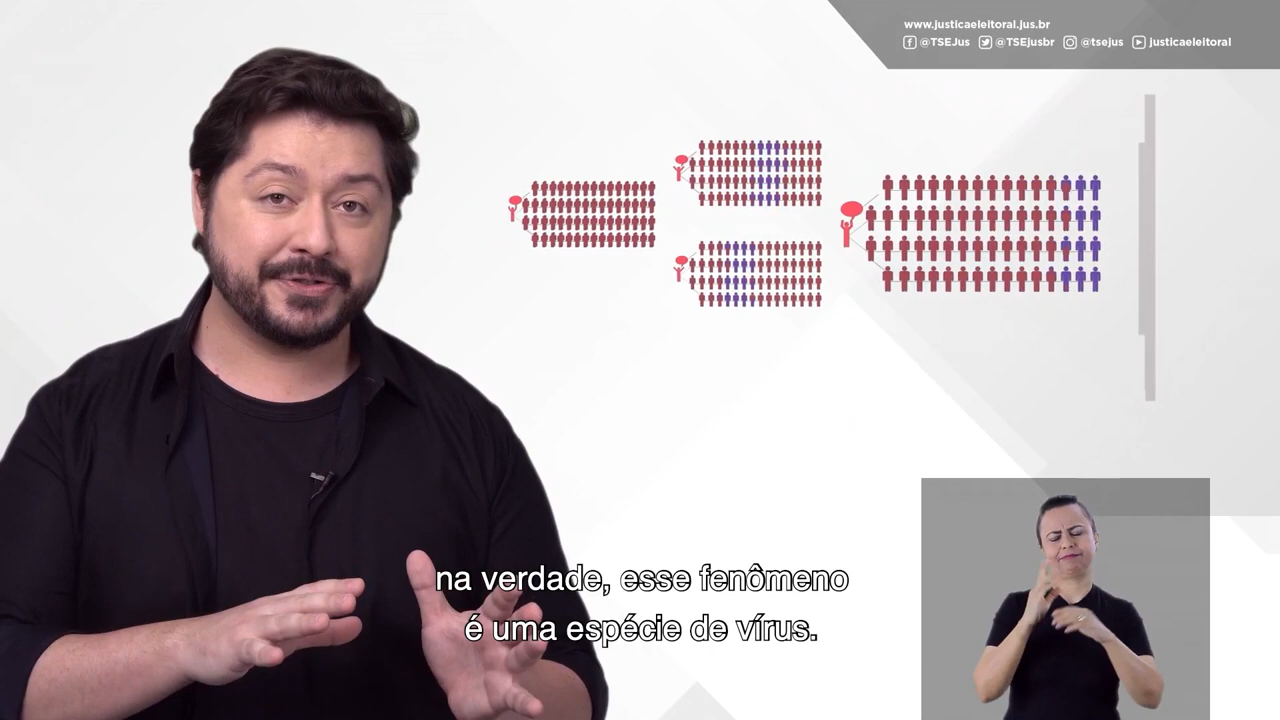 www.justicaeleitoral.jus.br
@TSEJus @TSEjusbr @tsejus justicaeleitoral
na verdade, esse fenômeno
é uma espécie de vírus.